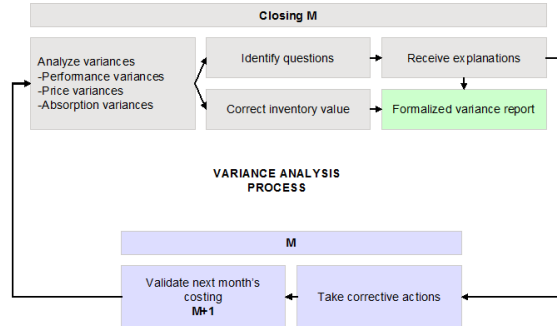 Closing M
Analyze variances
-Performance variances
-Price variances
-Absorption variances
Identify questions
Receive explanations
Correct inventory value
Formalized variance report
VARIANCE ANALYSIS
PROCESS
M
Validate next month's
costing
M+1
Take corrective actions